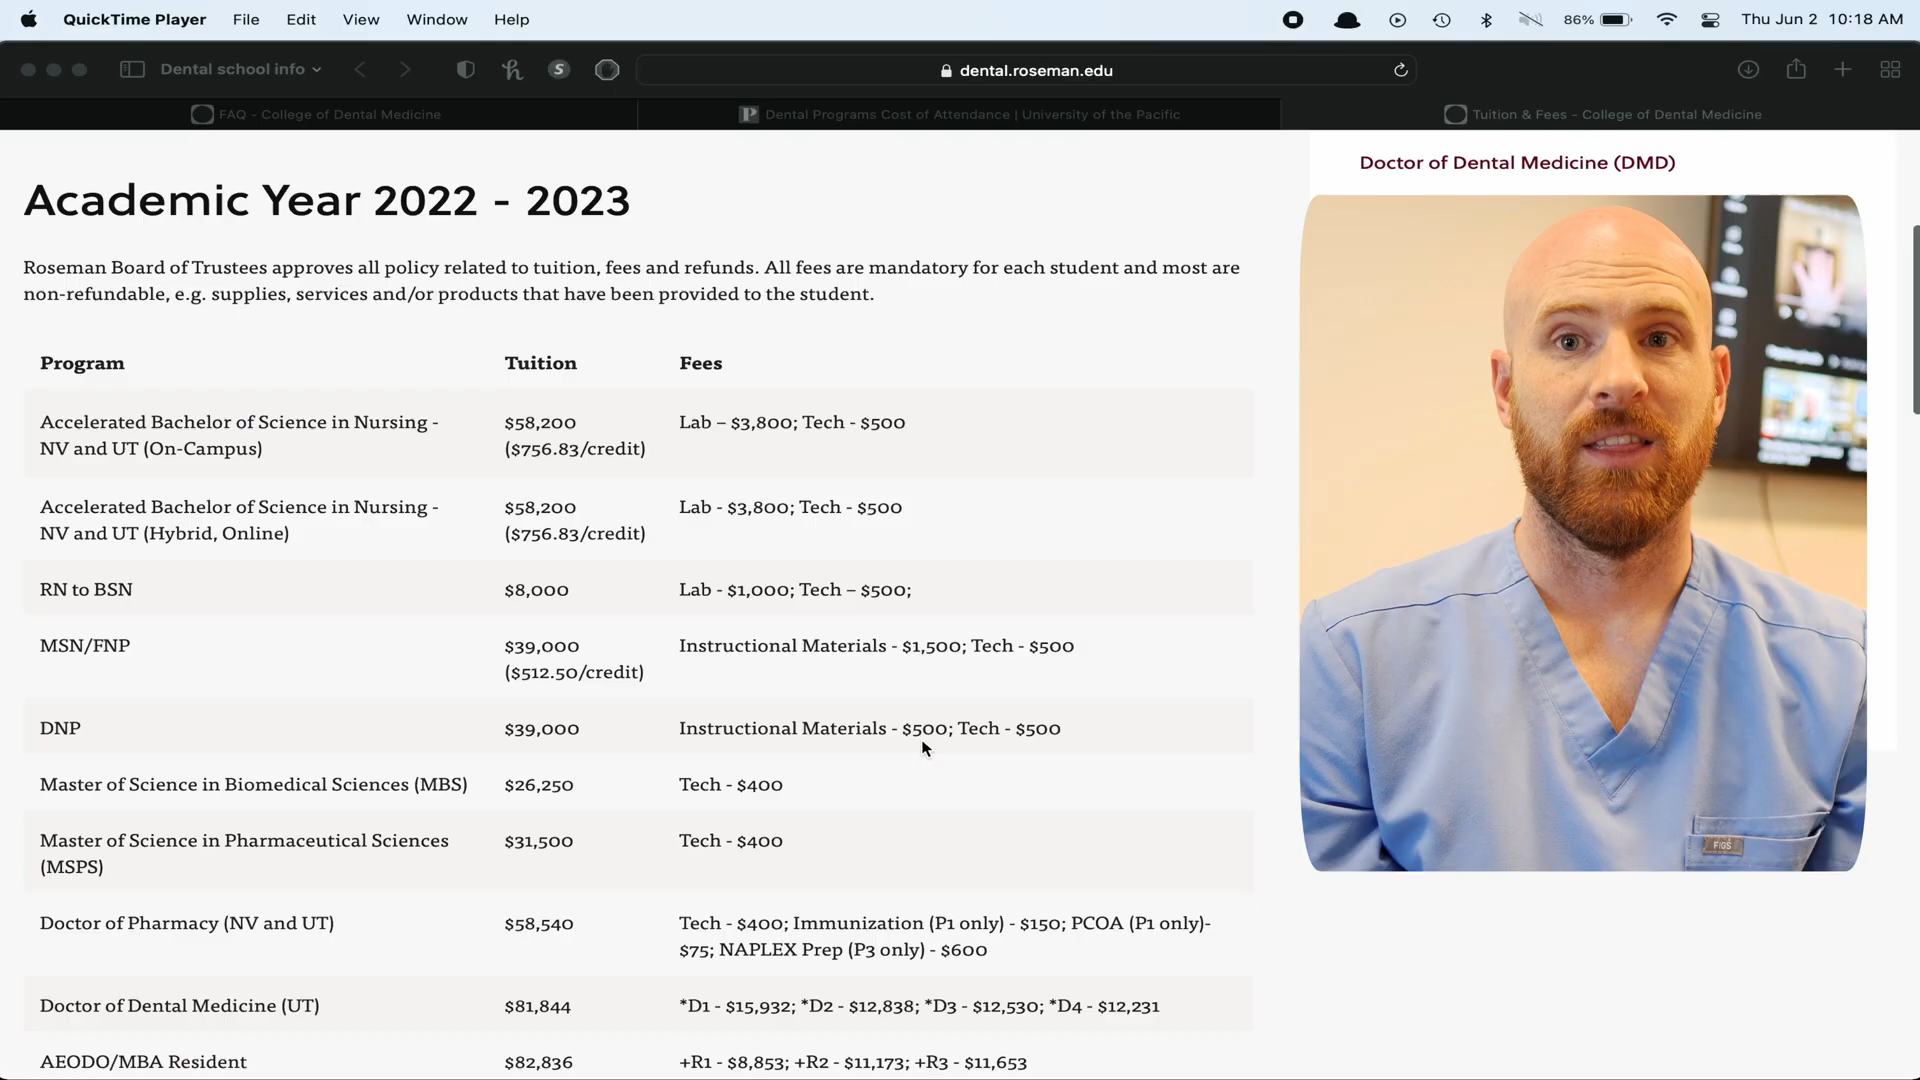 QuickTime Player File Edit View Window Help 86% Thu Jun 2 10:18 AM
Dental school info dental.roseman.edu
FAQ - College of Dental Medicine Dental Programs Cost of Attendance | University of the Pacific Tuition & Fees - College of Dental Medicine
Doctor of Dental Medicine (DMD)
Academic Year 2022 - 2023
Roseman Board of Trustees approves all policy related to tuition, fees and refunds. All fees are mandatory for each student and most are
non-refundable, e.g. supplies, services and/or products that have been provided to the student.
Program Tuition Fees
Accelerated Bachelor of Science in Nursing - $58,200 Lab – $3,800; Tech - $500
NV and UT (On-Campus) ($756.83/credit)
Accelerated Bachelor of Science in Nursing - $58,200 Lab - $3,800; Tech - $500
NV and UT (Hybrid, Online) ($756.83/credit)
RN to BSN $8,000 Lab - $1,000; Tech – $500;
MSN/FNP $39,000 Instructional Materials - $1,500; Tech - $500
($512.50/credit)
DNP $39,000 Instructional Materials - $500; Tech - $500
Master of Science in Biomedical Sciences (MBS) $26,250 Tech - $400
Master of Science in Pharmaceutical Sciences $31,500 Tech - $400
(MSPS)
FIGS
Doctor of Pharmacy (NV and UT) $58,540 Tech - $400; Immunization (P1 only) - $150; PCOA (P1 only)-
$75; NAPLEX Prep (P3 only) - $600
Doctor of Dental Medicine (UT) $81,844 *D1 - $15,932; *D2 - $12,838; *D3 - $12,530; *D4 - $12,231
AEODO/MBA Resident $82,836 +R1 - $8,853; +R2 - $11,173; +R3 - $11,653